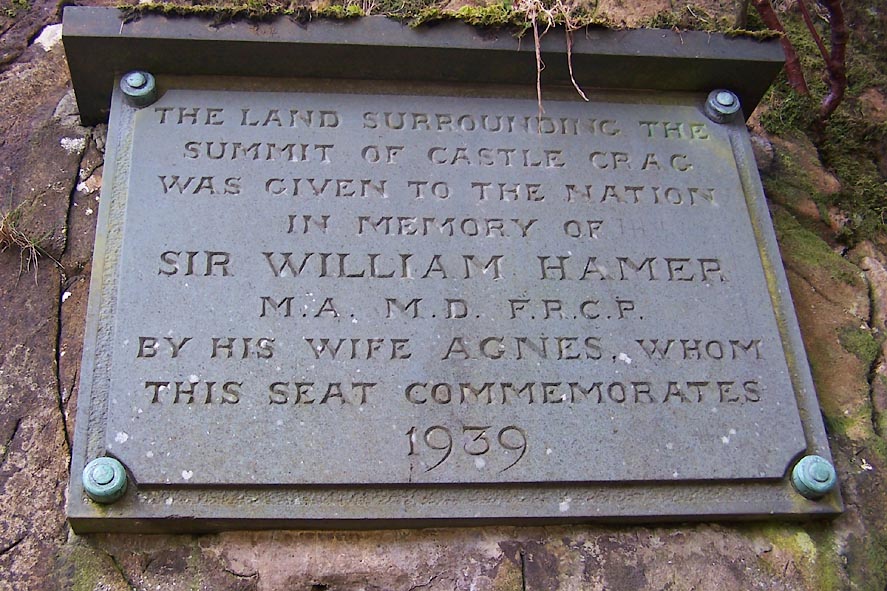 THE LAND SURROUNDING THE
SUMMIT OF CASTLE CRAG
WAS GIVEN TO THE NATION
IN MEMORY OF
SIR WILLIAM HAMER
M.A. M.D. F.R.C.P.
BY HIS WIFE AGNES, WHOM
THIS SEAT COMMEMORATES
1939